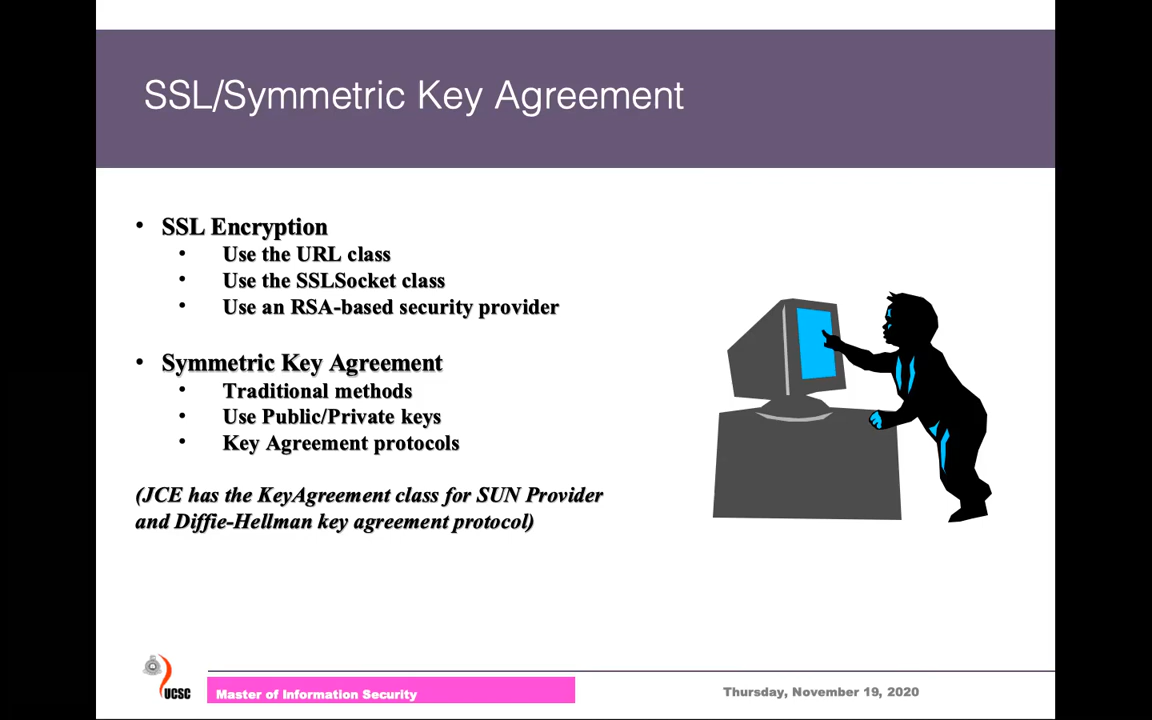 SSL/Symmetric Key Agreement
• SSL Encryption
• Use the URL class
• Use the SSLSocket class
• Use an RSA-based security provider
• Symmetric Key Agreement
• Traditional methods
• Use Public/Private keys
• Key Agreement protocols
(JCE has the KeyAgreement class for SUN Provider
and Diffie-Hellman key agreement protocol)
UCSC
Master of Information Security
Thursday, November 19, 2020